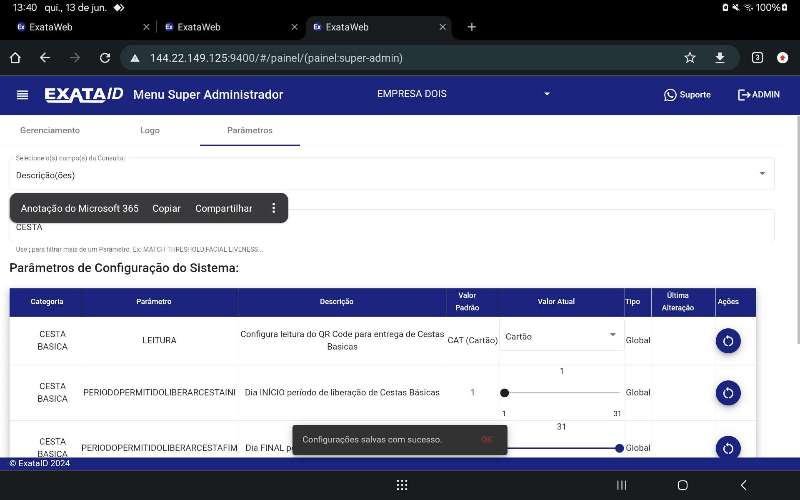 13:40 qui., 13 de jun.
100%
ExataWeb
ExataWeb
ExataWeb
144.22.149.125:9400/#/painel/(painel:super-admin)
3
EXATAID Menu Super Administrador
EMPRESA DOIS
Suporte
ADMIN
Gerenciamento
Logo
Parâmetros
Selecione o(s) campo(s) da Consulta:
Descrição(ões)
Anotação do Microsoft 365 Copiar Compartilhar
CESTA
Use ; para filtrar mais de um Parâmetro. Ex: MATCH THRESHOLD;FACIAL LIVENESS...
Parâmetros de Configuração do Sistema:
Categoria
Parâmetro
Descrição
Valor
Padrão
Valor Atual
Tipo
Última
Alteração
Ações
CESTA
BASICA
LEITURA
Configura leitura do QR Code para entrega de Cestas
Basicas
CAT (Cartão)
Cartão
Global
CESTA
BASICA
PERIODOPERMITIDOLIBERARCESTAINI
Dia INÍCIO período de liberação de Cestas Básicas
1
1
1
31
Global
CESTA
BASICA
PERIODOPERMITIDOLIBERARCESTAFIM
Dia FINAL pe
31
Global
Configurações salvas com sucesso.
OK
© ExataID 2024